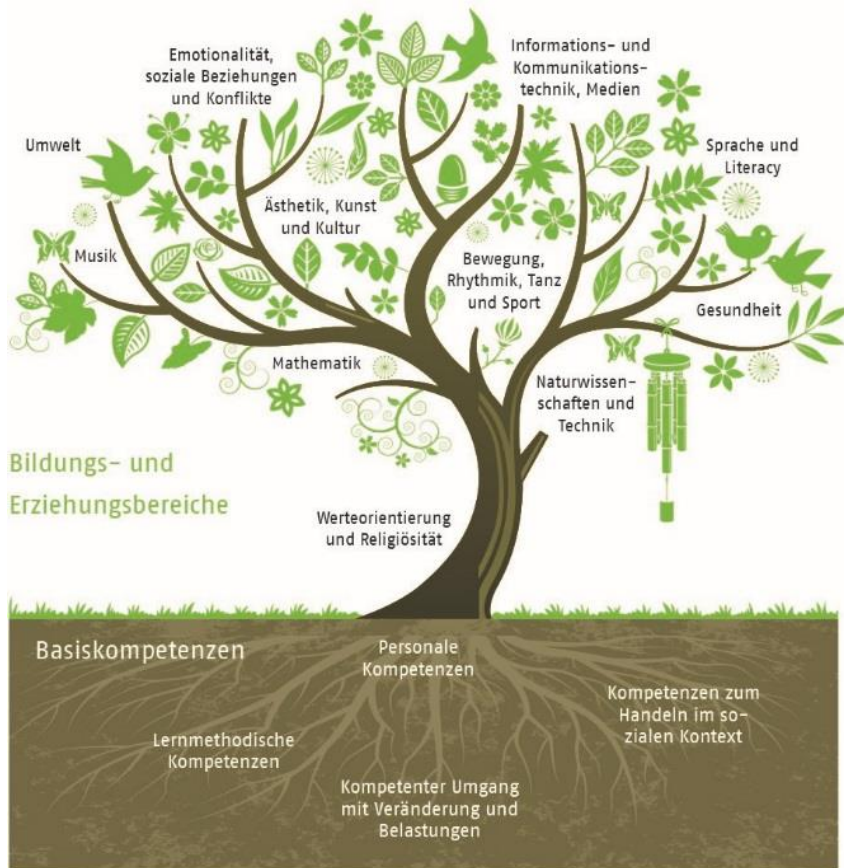 Emotionalität,
soziale Beziehungen
und Konflikte
Informations- und
Kommunikations-
technik, Medien
Umwelt
Sprache und
Literacy
Ästhetik, Kunst
und Kultur
Musik
Bewegung,
Rhythmik, Tanz
und Sport
Gesundheit
Mathematik
Naturwissen-
schaften und
Technik
Bildungs- und
Erziehungsbereiche
Werteorientierung
und Religiösität
Basiskompetenzen
Personale
Kompetenzen
Kompetenzen zum
Handeln im so-
zialen Kontext
Lernmethodische
Kompetenzen
Kompetenter Umgang
mit Veränderung und
Belastungen